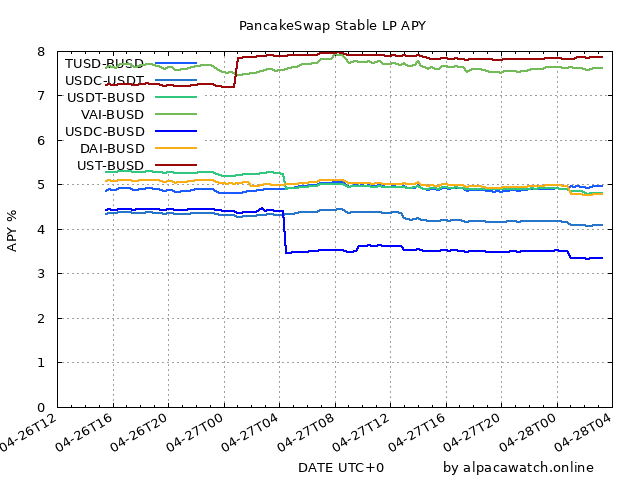 PancakeSwap Stable LP APY
8
7
6
5
4
3
2
1
0
APY %
TUSD-BUSD
USDC-USDT
USDT-BUSD
VAI-BUSD
USDC-BUSD
DAI-BUSD
UST-BUSD
04-26T12
04-26T16
04-26T20
04-27T00
04-27T04
04-27T08
04-27T12
04-27T16
04-27T20
04-28T00
04-28T04
DATE UTC+0
by alpacawatch.online